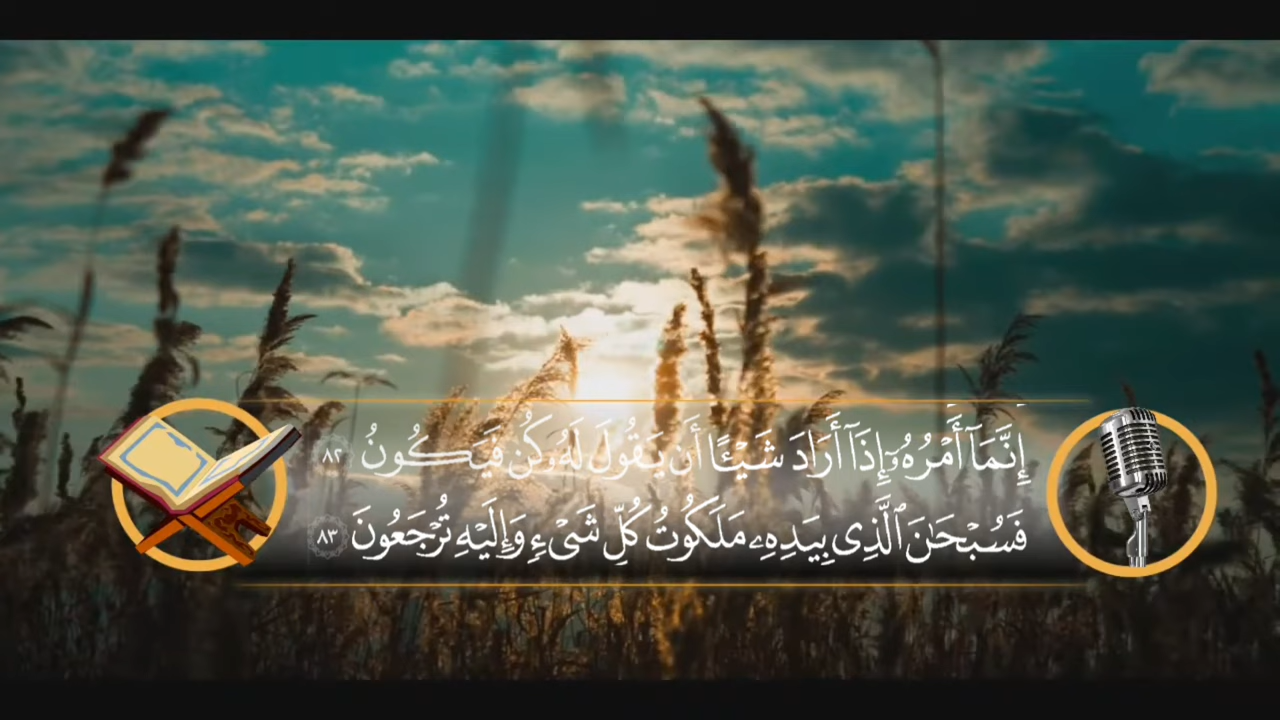 إِنَّمَآ أَمْرُهُۥٓ إِذَآ أَرَادَ شَيْـًٔا أَن يَقُولَ لَهُۥ كُن فَيَكُونُ ٨٢
فَسُبْحَـٰنَ ٱلَّذِى بِيَدِهِۦ مَلَكُوتُ كُلِّ شَىْءٍ وَإِلَيْهِ تُرْجَعُونَ ٨٣